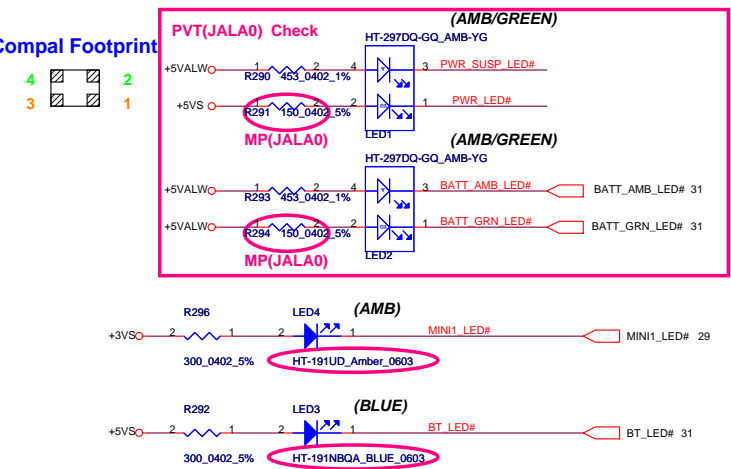 (AMB/GREEN)
PVT(JALA0) Check
HT-297DQ-GQ_AMB-YG
Compal Footprint
4 2
3 1
+5VALW 1 2 4 Y 3 PWR_SUSP_LED#
R290 453_0402_1%
+5VS 1 2 2 1 PWR_LED#
R291 150_0402_5%
LED1
MP(JALA0)
(AMB/GREEN)
HT-297DQ-GQ_AMB-YG
+5VALW 1 2 4 Y 3 BATT_AMB_LED# BATT_AMB_LED# 31
R293 453_0402_1%
+5VALW 1 2 2 1 BATT_GRN_LED# BATT_GRN_LED# 31
R294 150_0402_5%
LED2
MP(JALA0)
R296 LED4 (AMB)
+3VS 2 1 2 1 MINI1_LED# MINI1_LED# 29
300_0402_5% HT-191UD_Amber_0603
R292 LED3 (BLUE)
+5VS 2 1 2 1 BT_LED# BT_LED# 31
300_0402_5% HT-191NBQA_BLUE_0603